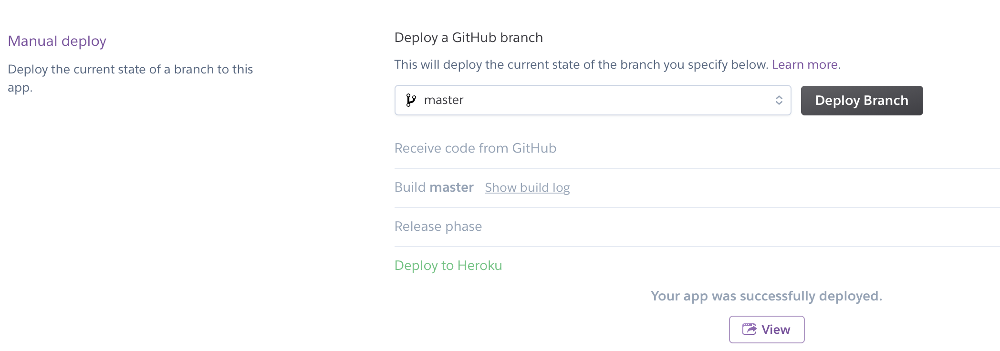 Manual deploy
Deploy the current state of a branch to this
app.
Deploy a GitHub branch
This will deploy the current state of the branch you specify below. Learn more.
master
Deploy Branch
Receive code from GitHub
Build master Show build log
Release phase
Deploy to Heroku
Your app was successfully deployed.
View